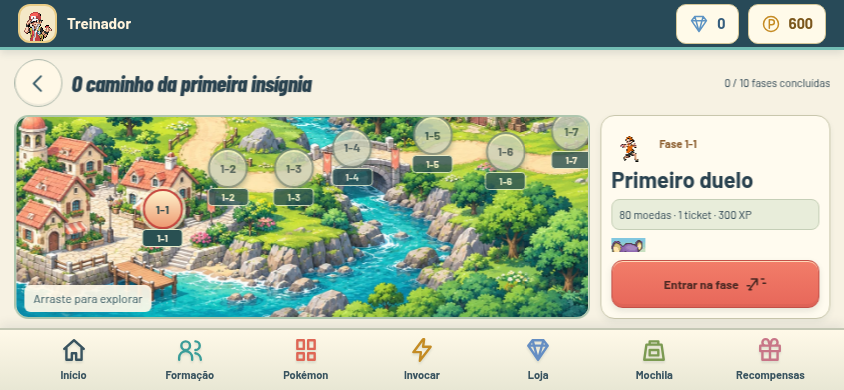 Treinador
0
600
O caminho da primeira insígnia
0 / 10 fases concluídas
1-1
1-1
1-2
1-2
1-3
1-3
1-4
1-4
1-5
1-5
1-6
1-6
1-7
1-7
Arraste para explorar
Fase 1-1
Primeiro duelo
80 moedas · 1 ticket · 300 XP
Entrar na fase
Início
Formação
Pokémon
Invocar
Loja
Mochila
Recompensas